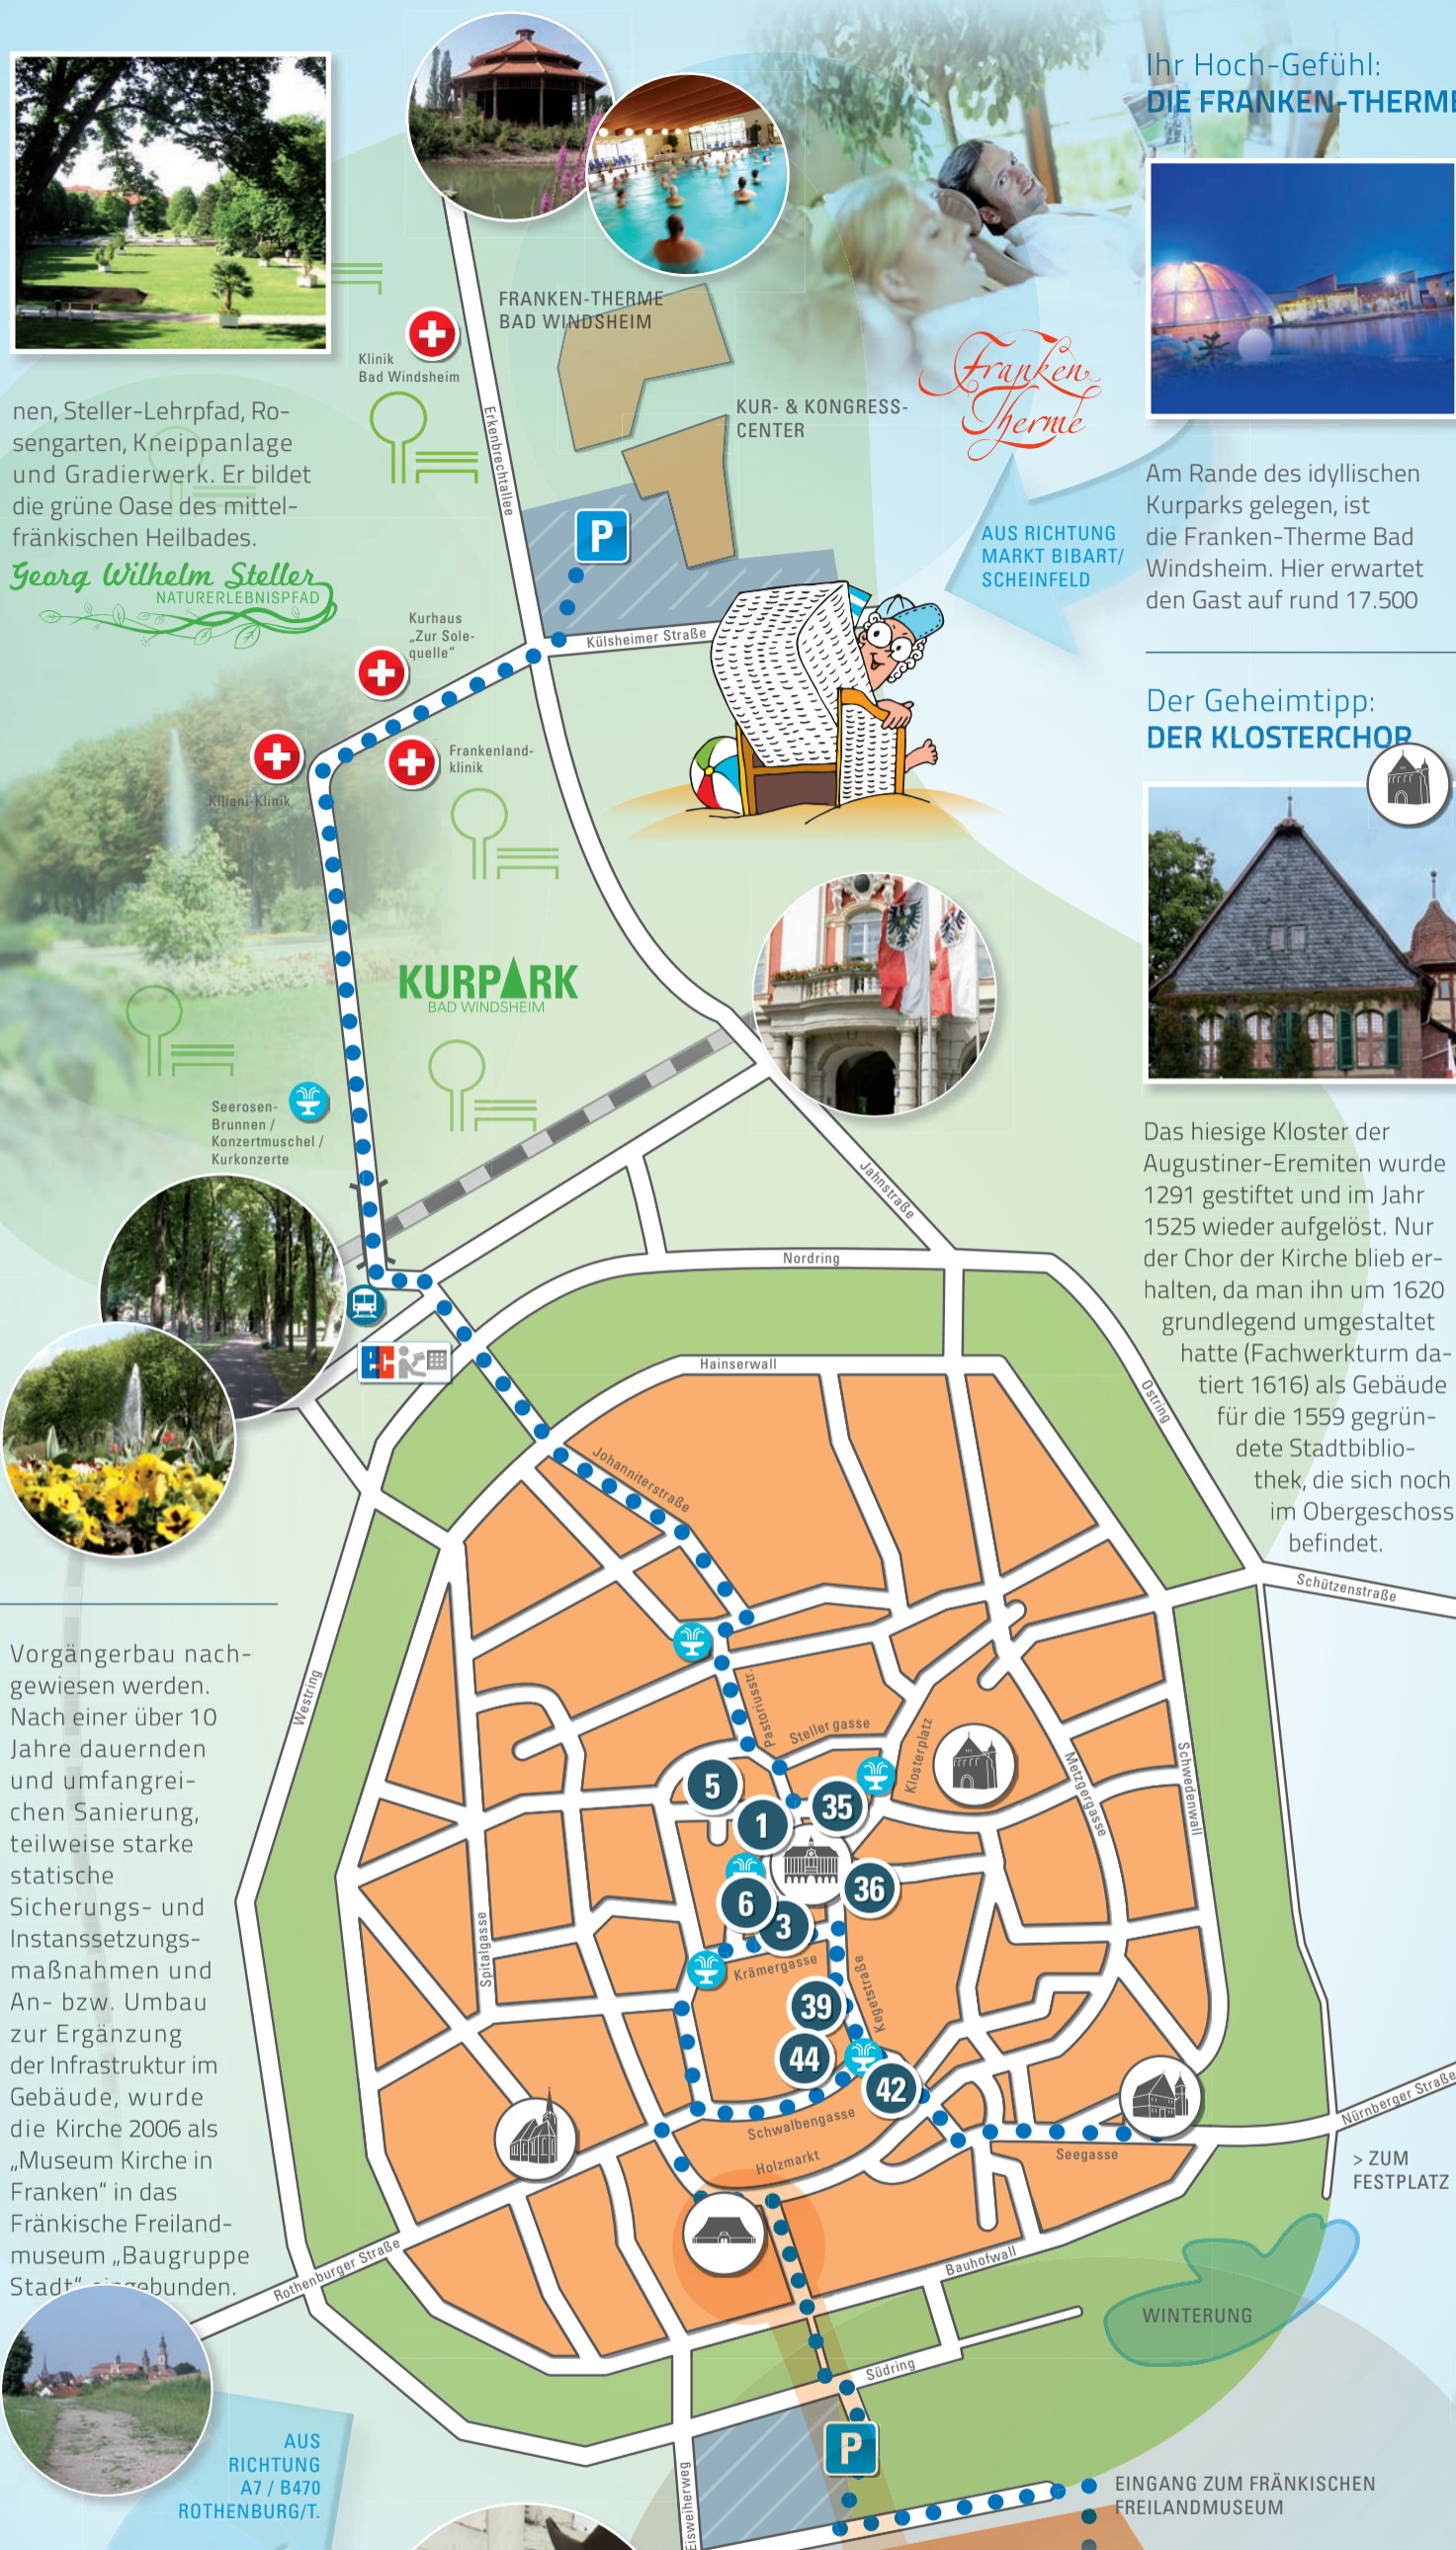 Ihr Hoch-Gefühl:
DIE FRANKEN-THERME
FRANKEN-THERME
BAD WINDSHEIM
Klinik
Bad Windsheim
KUR- & KONGRESS-
CENTER
Franken
Therme
Erkenbrechtallee
P
nen, Steller-Lehrpfad, Ro-
sengarten, Kneippanlage
und Gradierwerk. Er bildet
die grüne Oase des mittel-
fränkischen Heilbades.
Georg Wilhelm Steller
NATURERLEBNISPFAD
AUS RICHTUNG
MARKT BIBART/
SCHEINFELD
Am Rande des idyllischen
Kurparks gelegen, ist
die Franken-Therme Bad
Windsheim. Hier erwartet
den Gast auf rund 17.500
Kurhaus
„Zur Sole-
quelle“
Külsheimer Straße
Der Geheimtipp:
DER KLOSTERCHOR
Frankenland-
klinik
Kiliani-Klinik
KURPARK
BAD WINDSHEIM
Seerosen-
Brunnen /
Konzertmuschel /
Kurkonzerte
Das hiesige Kloster der
Augustiner-Eremiten wurde
1291 gestiftet und im Jahr
1525 wieder aufgelöst. Nur
der Chor der Kirche blieb er-
halten, da man ihn um 1620
grundlegend umgestaltet
hatte (Fachwerkturm da-
tiert 1616) als Gebäude
für die 1559 gegrün-
dete Stadtbiblio-
thek, die sich noch
im Obergeschoss
befindet.
Jahnstraße
Nordring
Hainserwall
Ostring
Johanniterstraße
Schützenstraße
Westring
Pastoriusstr.
Steller gasse
Klosterplatz
Metzgergasse
Schwedenwall
5
1
35
6
3
36
Spitalgasse
Krämergasse
Kegetstraße
39
44
42
Schwalbengasse
Holzmarkt
Seegasse
Nürnberger Straße
> ZUM
FESTPLATZ
Vorgängerbau nach-
gewiesen werden.
Nach einer über 10
Jahre dauernden
und umfangrei-
chen Sanierung,
teilweise starke
statische
Sicherungs- und
Instanssetzungs-
maßnahmen und
An- bzw. Umbau
zur Ergänzung
der Infrastruktur im
Gebäude, wurde
die Kirche 2006 als
„Museum Kirche in
Franken“ in das
Fränkische Freiland-
museum „Baugruppe
Stadt“ eingebunden.
Rothenburger Straße
Bauhofwall
WINTERUNG
Südring
AUS
RICHTUNG
A7 / B470
ROTHENBURG/T.
P
Eisweiherweg
EINGANG ZUM FRÄNKISCHEN
FREILANDMUSEUM